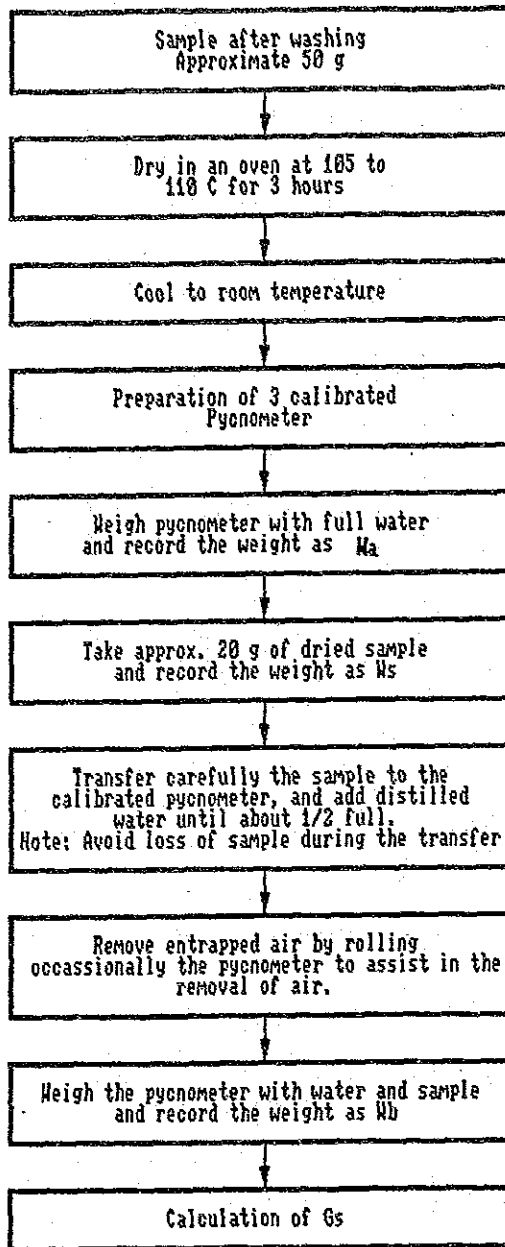 Sample after washing
Approximate 50 g
Dry in an oven at 105 to
110 C for 3 hours
Cool to room temperature
Preparation of 3 calibrated
Pycnometer
Weigh pycnometer with full water
and record the weight as Wa
Take approx. 20 g of dried sample
and record the weight as Ws
Transfer carefully the sample to the
calibrated pycnometer, and add distilled
water until about 1/2 full.
Note: Avoid loss of sample during the transfer
Remove entrapped air by rolling
occassionally the pycnometer to assist in the
removal of air.
Weigh the pycnometer with water and sample
and record the weight as Wb
Calculation of Gs